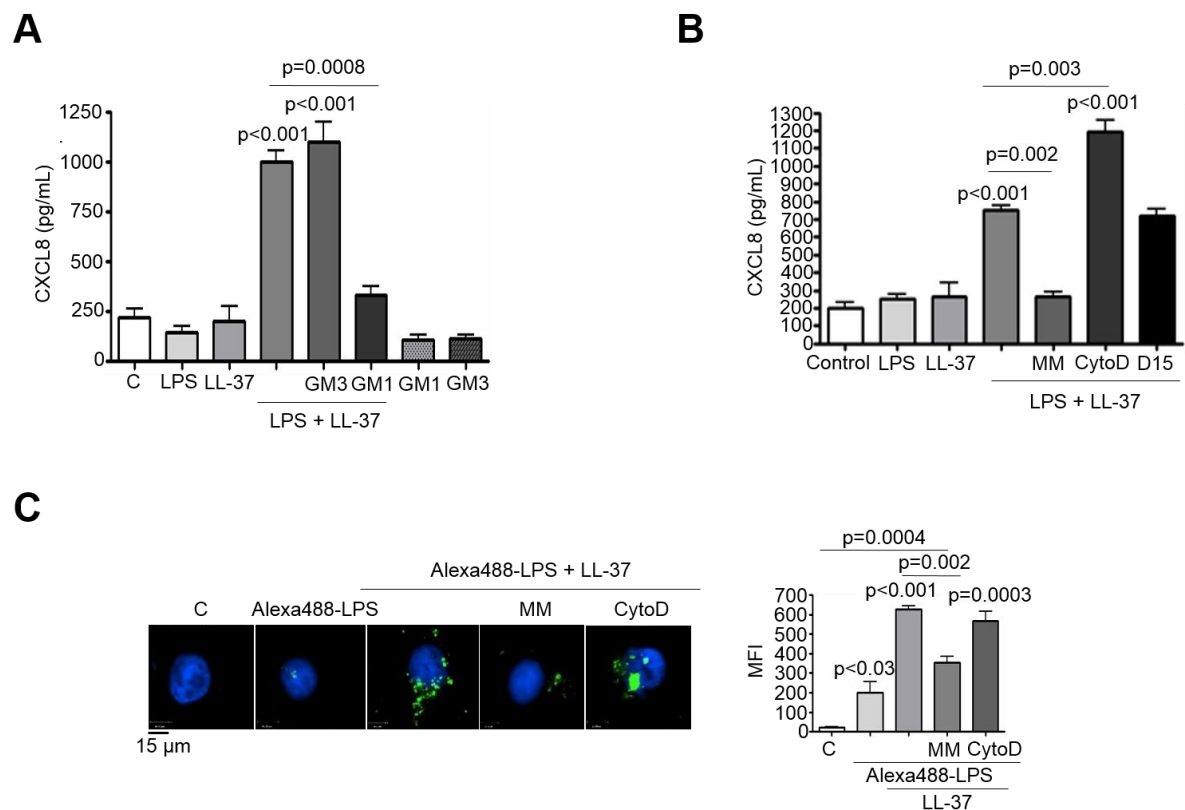 A
p=0.0008
p<0.001
p<0.001
CXCL8 (pg/mL)
1250
1000
750
500
250
0
C LPS LL-37 GM3 GM1 GM1 GM3
LPS + LL-37
B
p=0.003
p<0.001
p=0.002
p<0.001
CXCL8 (pg/mL)
1300
1200
1100
1000
900
800
700
600
500
400
300
200
100
0
Control LPS LL-37 MM CytoD D15
LPS + LL-37
C
Alexa488-LPS + LL-37
C Alexa488-LPS MM CytoD
15 µm
p=0.0004
p=0.002
p<0.001 p=0.0003
p<0.03
MFI
700
600
500
400
300
200
100
0
C MM CytoD
Alexa488-LPS
LL-37